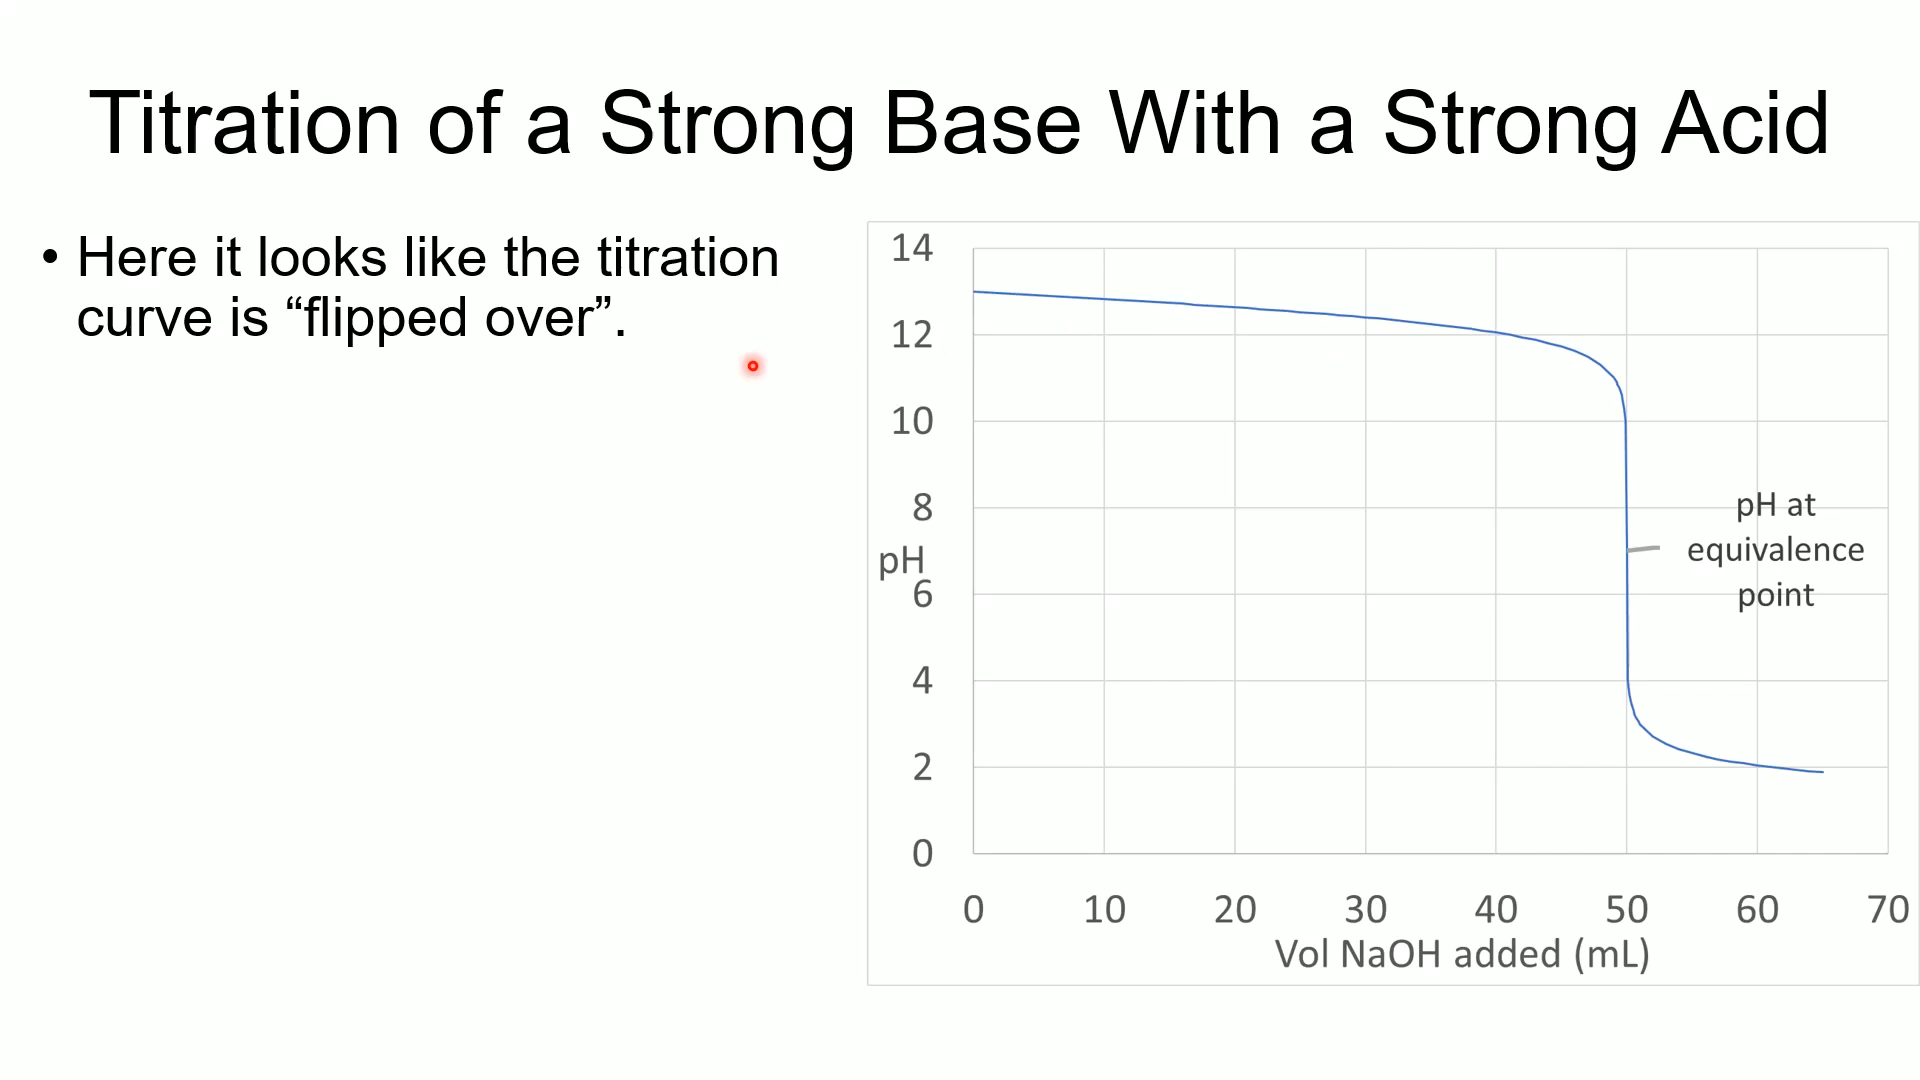 Titration of a Strong Base With a Strong Acid
• Here it looks like the titration
curve is “flipped over”.
14
12
10
8
pH
6
4
2
0
pH at
equivalence
point
0 10 20 30 40 50 60 70
Vol NaOH added (mL)